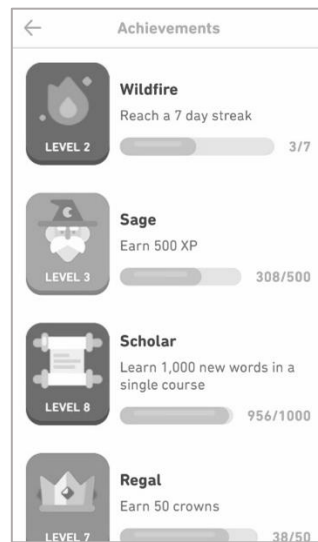 Achievements
Wildfire
Reach a 7 day streak
LEVEL 2
3/7
Sage
Earn 500 XP
LEVEL 3
308/500
Scholar
Learn 1,000 new words in a
single course
LEVEL 8
956/1000
Regal
Earn 50 crowns
LEVEL 7
38/50